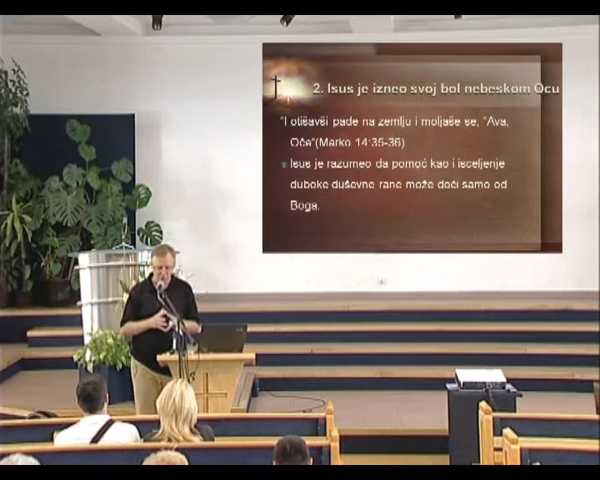 2. Isus je izneo svoj bol nebeskom Ocu
"I otišavši pade na zemlju i moljaše se, "Ava,
Oče"(Marko 14:35-36)
Isus je razumeo da pomoć kao i isceljenje
duboke duševne rane može doći samo od
Boga.